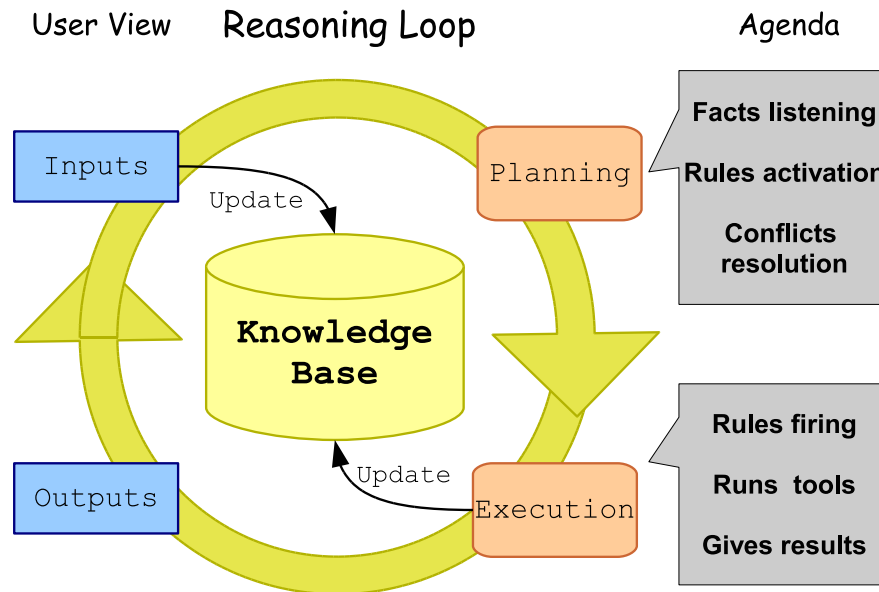 User View
Reasoning Loop
Agenda
Inputs
Update
Planning
Facts listening
Rules activation
Conflicts
resolution
Knowledge
Base
Outputs
Update
Execution
Rules firing
Runs tools
Gives results